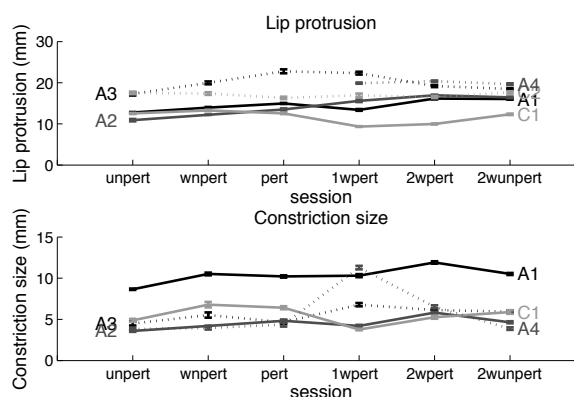 Lip protrusion
Lip protrusion (mm)
30
20
10
0
A3
A2
A4
C2
A1
C1
unpert wnpert pert 1wpert 2wpert 2wunpert
session
Constriction size
Constriction size (mm)
15
10
5
0
A3
A2
A1
C1
A4
unpert wnpert pert 1wpert 2wpert 2wunpert
session